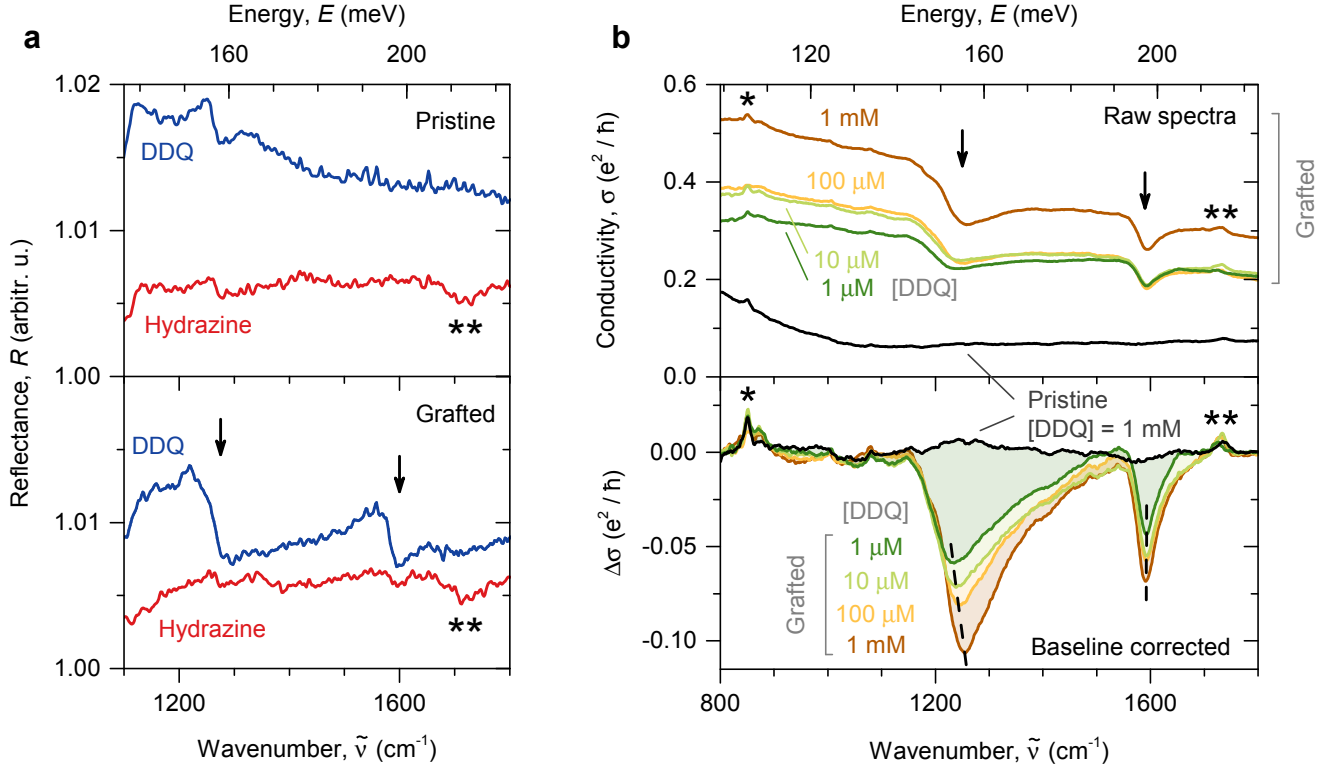 a
Energy, E (meV)
160
200
1.02
1.01
1.00
Pristine
DDQ
Hydrazine
**
Grafted
DDQ
Hydrazine
**
1.01
1.00
Reflectance, R (arbitr. u.)
1200
1600
Wavenumber, ṽ (cm⁻¹)
b
Energy, E (meV)
120
160
200
0.6
0.4
0.2
0.0
Conductivity, σ (e² / ħ)
*
1 mM
Raw spectra
100 μM
10 μM
1 μM [DDQ]
**
Grafted
Pristine
[DDQ] = 1 mM
*
**
0.00
-0.05
-0.10
Δσ (e² / ħ)
[DDQ]
1 μM
10 μM
100 μM
1 mM
Grafted
Baseline corrected
800
1200
1600
Wavenumber, ṽ (cm⁻¹)